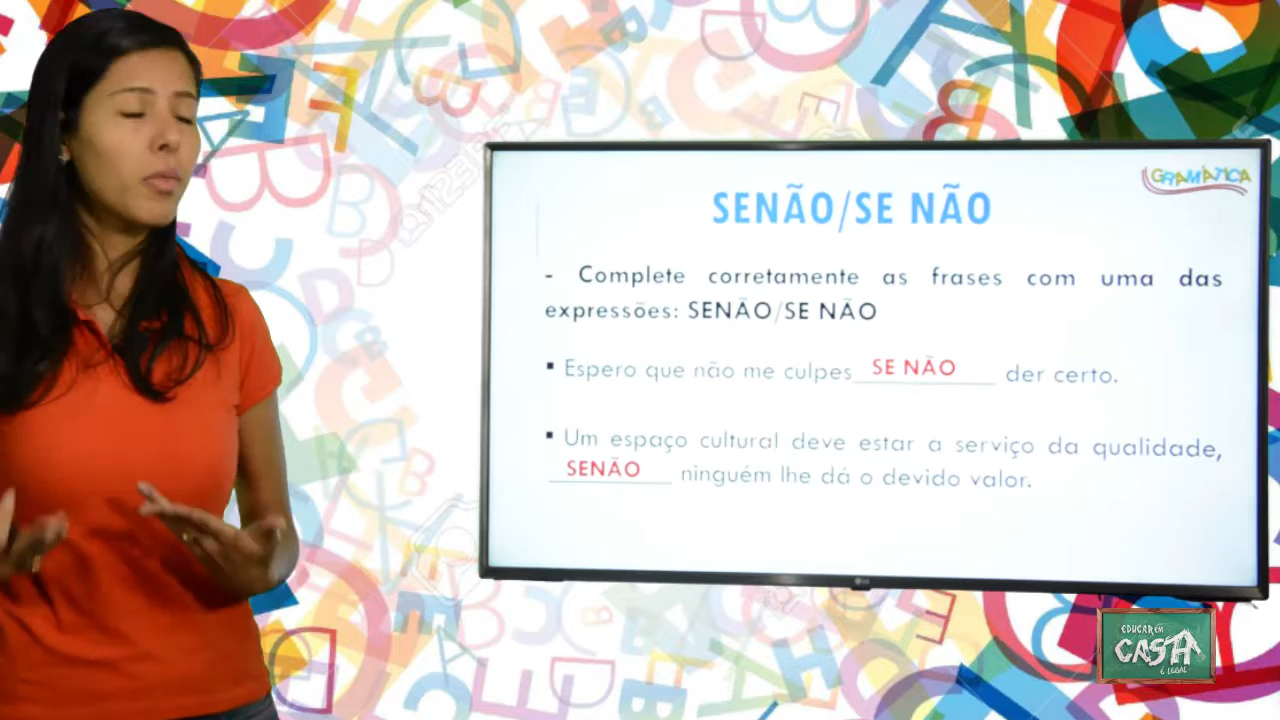 GRAMÁTICA
SENÃO/SE NÃO
- Complete corretamente as frases com uma das
expressões: SENÃO/SE NÃO
▪ Espero que não me culpes SE NÃO der certo.
▪ Um espaço cultural deve estar a serviço da qualidade,
SENÃO ninguém lhe dá o devido valor.
LG
EDUCAR EM
CASA
É LEGAL